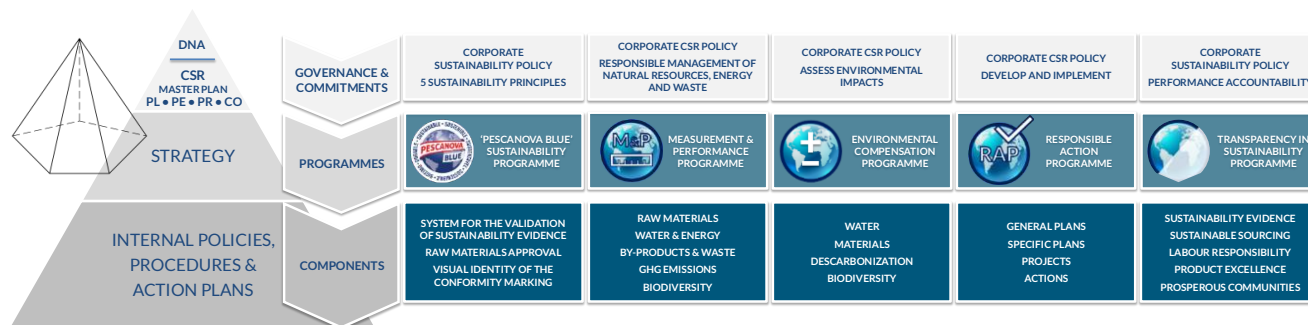 DNA
CSR
MASTER PLAN
PL • PE • PR • CO
STRATEGY
INTERNAL POLICIES,
PROCEDURES &
ACTION PLANS
GOVERNANCE &
COMMITMENTS
CORPORATE
SUSTAINABILITY POLICY
5 SUSTAINABILITY PRINCIPLES
CORPORATE CSR POLICY
RESPONSIBLE MANAGEMENT OF
NATURAL RESOURCES, ENERGY
AND WASTE
CORPORATE CSR POLICY
ASSESS ENVIRONMENTAL
IMPACTS
CORPORATE CSR POLICY
DEVELOP AND IMPLEMENT
CORPORATE
SUSTAINABILITY POLICY
PERFORMANCE ACCOUNTABILITY
PROGRAMMES
PESCANOVA
BLUE
'PESCANOVA BLUE'
SUSTAINABILITY
PROGRAMME
M&P
MEASUREMENT &
PERFORMANCE
PROGRAMME
ENVIRONMENTAL
COMPENSATION
PROGRAMME
RAP
RESPONSIBLE
ACTION
PROGRAMME
TRANSPARENCY IN
SUSTAINABILITY
PROGRAMME
COMPONENTS
SYSTEM FOR THE VALIDATION
OF SUSTAINABILITY EVIDENCE
RAW MATERIALS APPROVAL
VISUAL IDENTITY OF THE
CONFORMITY MARKING
RAW MATERIALS
WATER & ENERGY
BY-PRODUCTS & WASTE
GHG EMISSIONS
BIODIVERSITY
WATER
MATERIALS
DESCARBONIZATION
BIODIVERSITY
GENERAL PLANS
SPECIFIC PLANS
PROJECTS
ACTIONS
SUSTAINABILITY EVIDENCE
SUSTAINABLE SOURCING
LABOUR RESPONSIBILITY
PRODUCT EXCELLENCE
PROSPEROUS COMMUNITIES